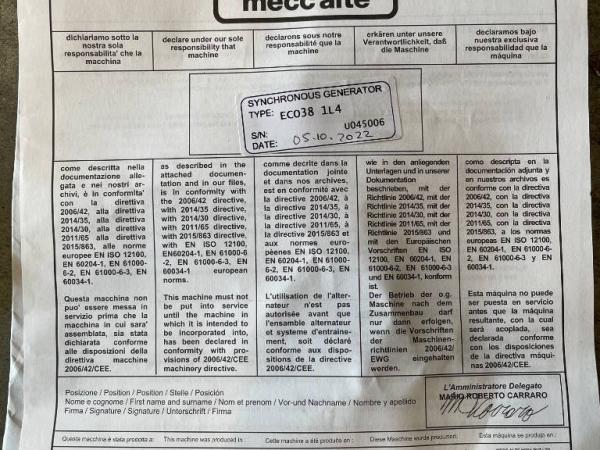 mecc alte
dichiariamo sotto la
nostra sola
responsabilita' che la
macchina
declare under our sole
responsibility that
machine
declarons sous notre
responsabilité que la
machine
erkären unter unsere
Verantwortlichkeit, daß
die Maschine
declaramos bajo
nuestra exclusiva
responsabilidad que la
máquina
SYNCHRONOUS GENERATOR
TYPE: ECO38 1L4
S/N: U045006
DATE: 05.10.2022
come descritta nella
documentazione alle-
gata e nei nostri ar-
chivi, è in conformita'
con la direttiva
2006/42, alla direttiva
2014/35, alla direttiva
2014/30, alla direttiva
2011/65 alla direttiva
2015/863, alle norme
europee EN ISO 12100,
EN 60204-1, EN 61000-
6-2, EN 61000-6-3, EN
60034-1
Questa macchina non
puo' essere messa in
servizio prima che la
macchina in cui sara'
assemblata, sia stata
dichiarata conforme
alle disposizioni della
direttiva macchine
2006/42/CEE.
as described in the
attached documentation
and in our files,
is in conformity with
the 2006/42 directive,
with 2014/35 directive,
with 2014/30 directive,
with 2011/65 directive,
with 2015/863 directive,
with EN ISO 12100,
EN60204-1, EN 61000-6
-2, EN 61000-6-3, EN
60034-1 european
norms.
This machine must not
be put into service
until the machine in
which it is intended to
be incorporated into,
has been declared in
conformity with pro-
visions of 2006/42/CEE
machinery directive.
comme decrite dans la
documentation jointe
et dans nos archives,
est en conformité avec
la directive 2006/42, à
la directive 2014/35, à
la directive 2014/30, à
la directive 2011/65, à
la directive 2015/863 et
aux normes euro-
péenes EN ISO 12100,
EN 60204-1, EN 61000-
6-2, EN 61000-6-3, EN
60034-1.
L'utilisation de l'alter-
nateur n'est pas
autorisée avant que
l'ensamble alternateur
et systeme d'entraine-
ment, soit déclaré
conforme aux dispo-
sitions de la directive
2006/42/CEE.
wie in den anliegenden
Unterlagen und in unserer
Dokumentation
beschrieben, mit der
Richtlinie 2006/42, mit der
Richtlinie 2014/35, mit der
Richtlinie 2014/30, mit der
Richtlinie 2011/65, mit der
Richtlinie 2015/863 und
mit den Europäischen
Vorschriften EN ISO
12100, EN 60204-1, EN
61000-6-2, EN 61000-6-3
und EN 60034-1, konform
ist.
Der Betrieb der o.g.
Maschine nach dem
Zusammenbau darf
nur dann erfolgen,
wenn die Vorschriften
der Maschinen-
richtlinien 2006/42/
EWG eingehalten
werden.
como descripta en la
documentación adjunta y
en nuestros archivos es
conforme con la directiva
2006/42, con la directiva
2014/35, con la directiva
2014/30, con la directiva
2011/65, con la directiva
2015/863, a los normas
europeas EN ISO 12100,
EN 60204-1, EN 61000-6-
2, EN 61000-6-3 y EN
60034-1.
Esta máquina no puede
ser puesta en servicio
antes que la máquina
resultante, con la cual
será acoplada, sea
declarada conforme
con los disposiciones
de la directiva máqui-
nas 2006/42/CEE.
Posizione / Position / Position / Stelle / Posición
Nome e cognome / First name and surname / Nom et prenom / Vor-und Nachname / Nombre y apellido
Firma / Signature / Signature / Unterschrift / Firma
L'Amministratore Delegato
MARIO ROBERTO CARRARO
Questa macchina è stata prodotta a:
This machine was produced in :
Cette machine a été produite en :
Diese Maschine wurde produziert:
Esta máquina ha sido producida en: